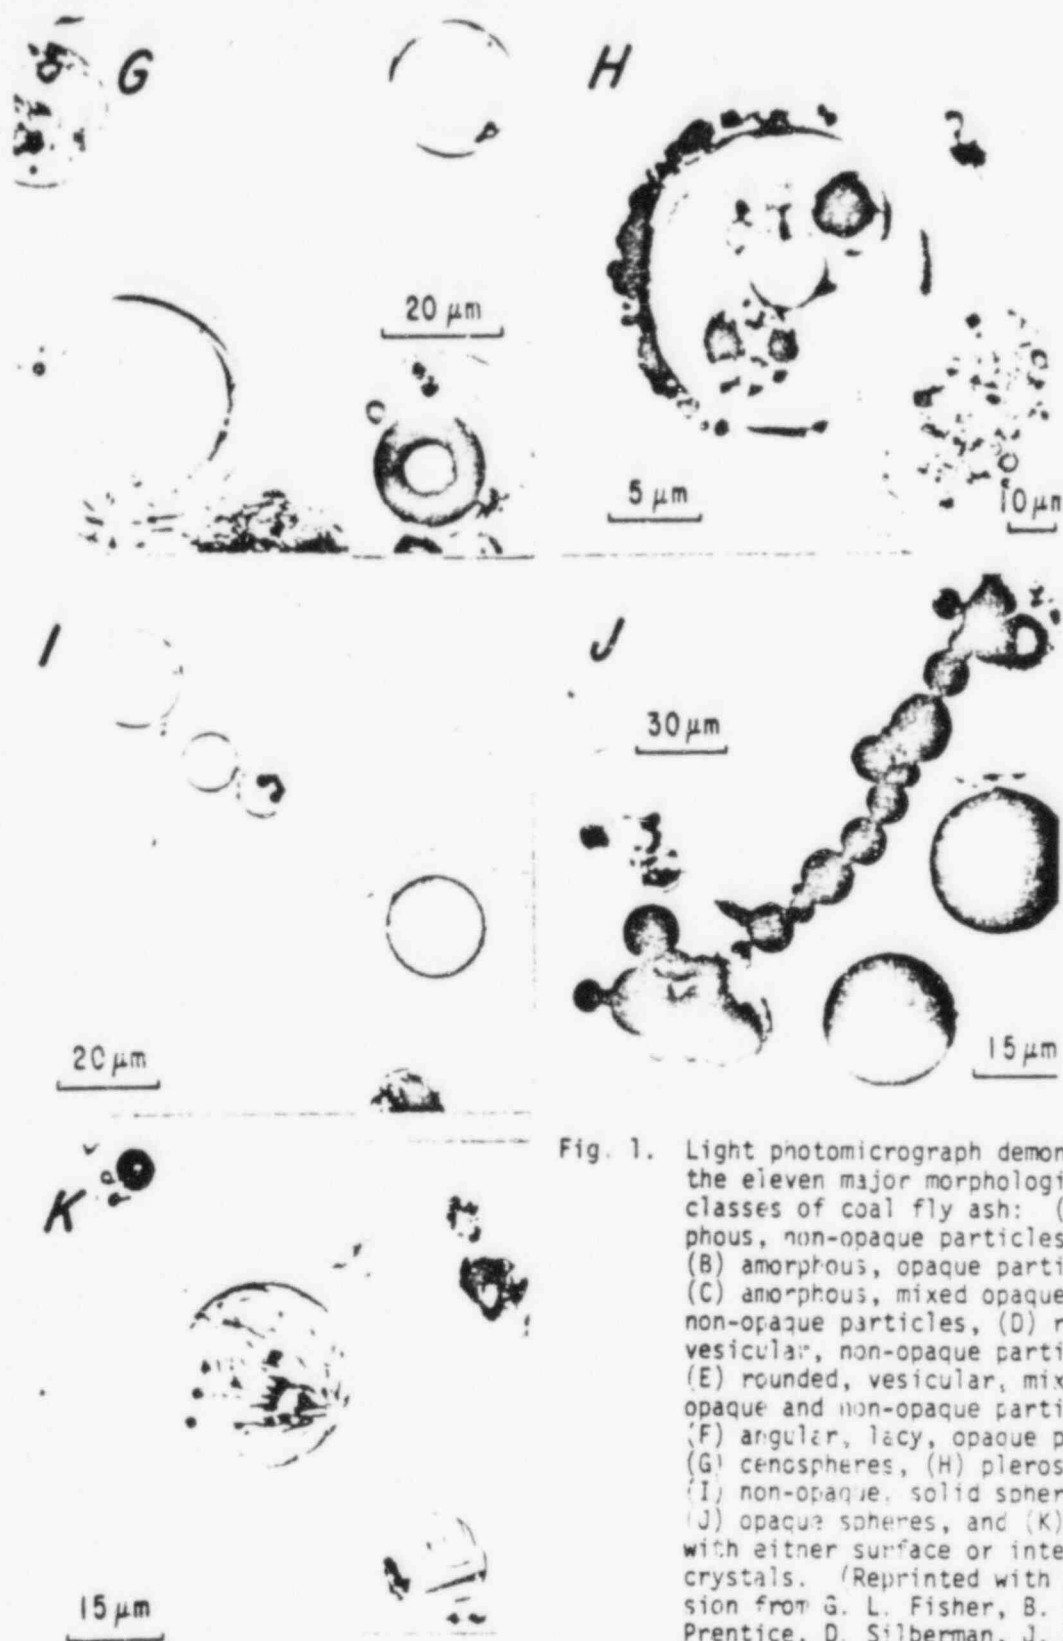 G
H
20 μm
5 μm
10 μm
I
J
30 μm
20 μm
15 μm
K
15 μm
Fig. 1. Light photomicrograph demon
the eleven major morphologi
classes of coal fly ash: (
phous, non-opaque particles
(B) amorphous, opaque parti
(C) amorphous, mixed opaque
non-opaque particles, (D) r
vesicular, non-opaque parti
(E) rounded, vesicular, mix
opaque and non-opaque parti
(F) angular, lacy, opaque p
(G) cenospheres, (H) pleros
(I) non-opaque, solid spher
(J) opaque spheres, and (K)
with either surface or inte
crystals. (Reprinted with
sion from G. L. Fisher, B.
Prentice, D. Silberman, J.